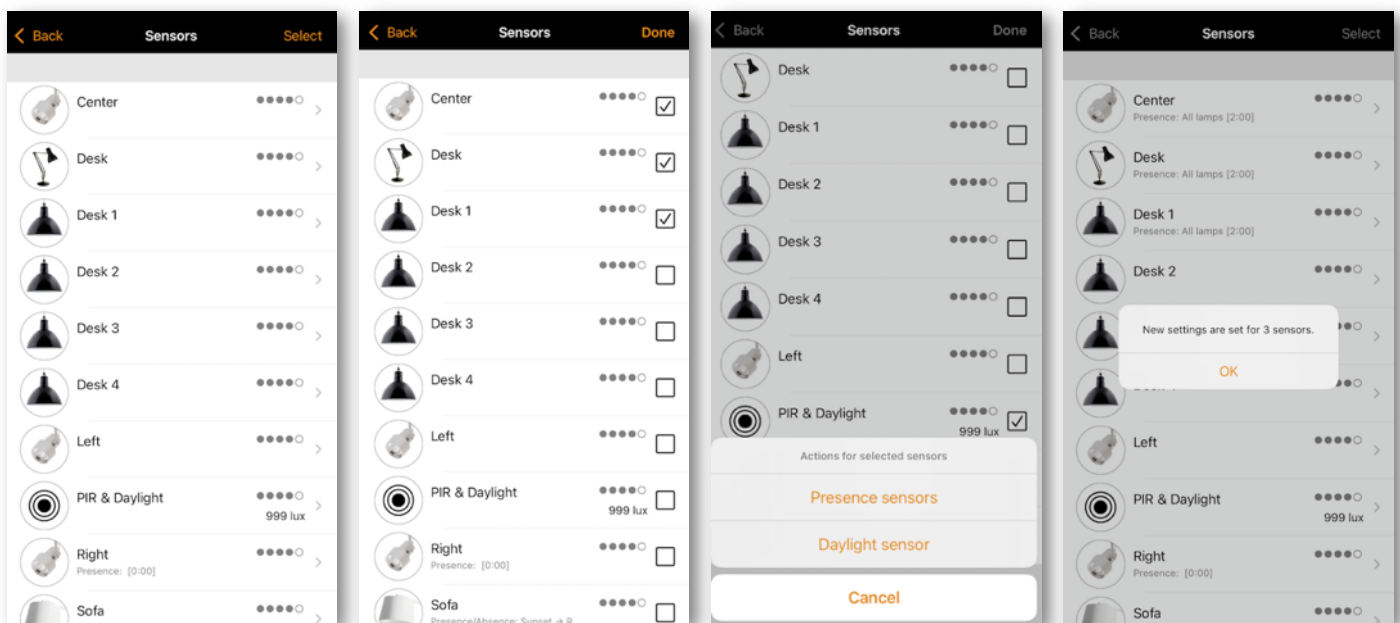 Back Sensors Select
Center
Desk
Desk 1
Desk 2
Desk 3
Desk 4
Left
PIR & Daylight
999 lux
Right
Presence: [0:00]
Sofa
Back Sensors Done
Center
Desk
Desk 1
Desk 2
Desk 3
Desk 4
Left
PIR & Daylight
999 lux
Right
Presence: [0:00]
Sofa
Presence/Absence: Sunset → R
Back Sensors Done
Desk
Desk 1
Desk 2
Desk 3
Desk 4
Left
PIR & Daylight
999 lux
Actions for selected sensors
Presence sensors
Daylight sensor
Cancel
Back Sensors Select
Center
Presence: All lamps [2:00]
Desk
Presence: All lamps [2:00]
Desk 1
Presence: All lamps [2:00]
Desk 2
New settings are set for 3 sensors.
OK
Left
PIR & Daylight
999 lux
Right
Presence: [0:00]
Sofa